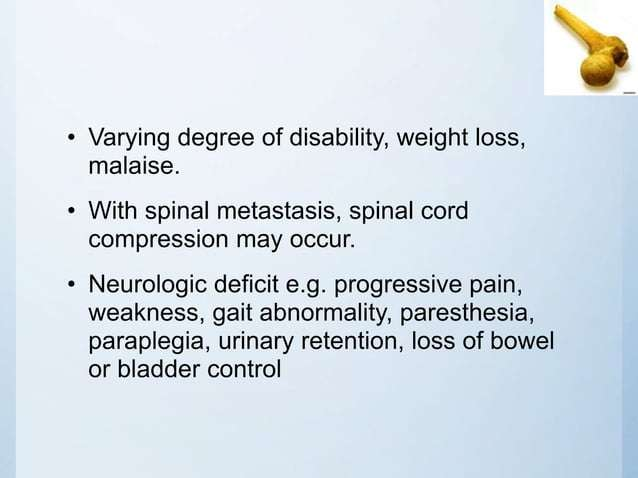 • Varying degree of disability, weight loss,
malaise.
• With spinal metastasis, spinal cord
compression may occur.
• Neurologic deficit e.g. progressive pain,
weakness, gait abnormality, paresthesia,
paraplegia, urinary retention, loss of bowel
or bladder control